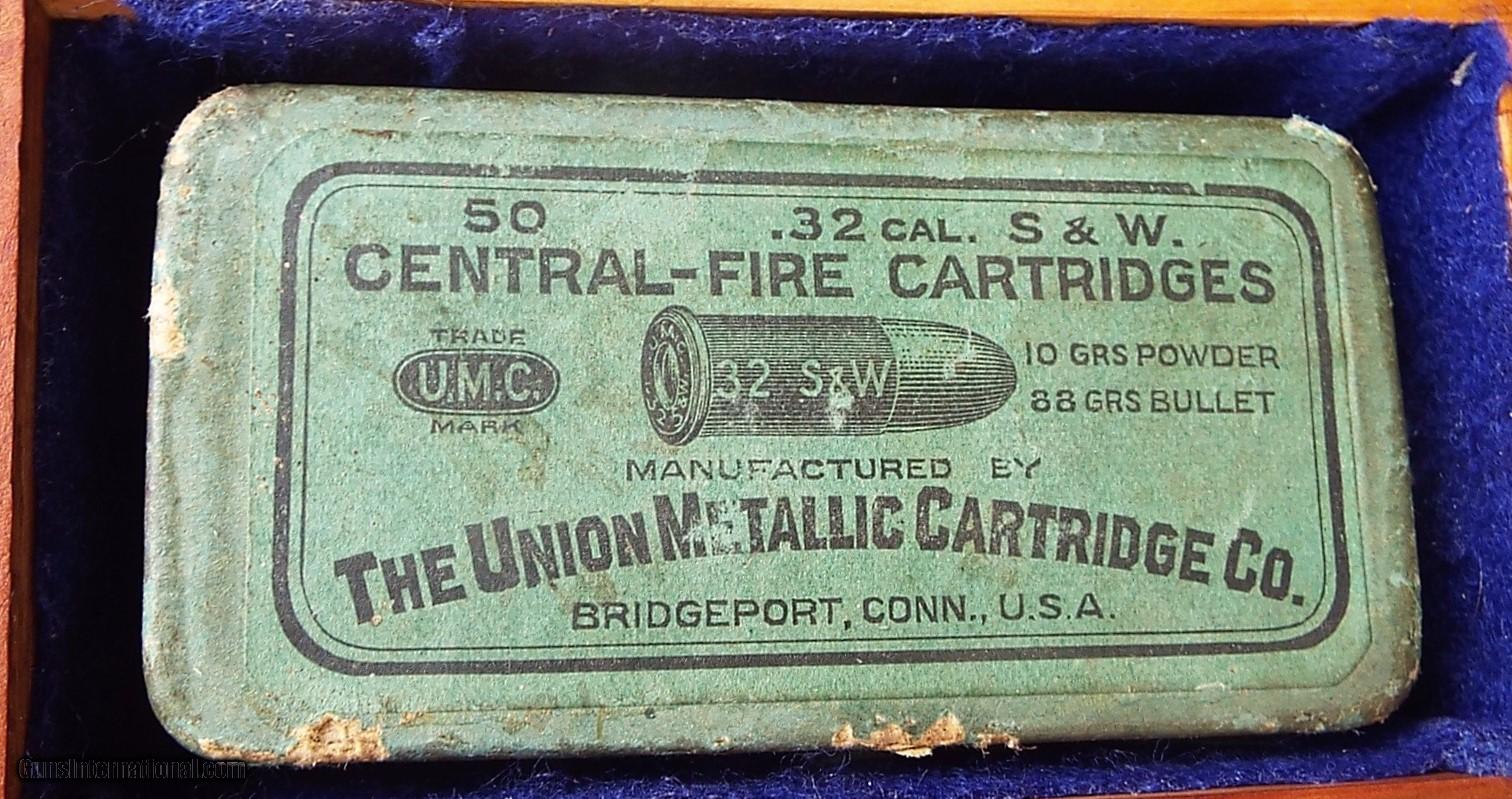 50 .32 CAL. S & W.
CENTRAL-FIRE CARTRIDGES
TRADE
U.M.C.
MARK
32 S&W
10 GRS POWDER
88 GRS BULLET
MANUFACTURED BY
THE UNION METALLIC CARTRIDGE CO.
BRIDGEPORT, CONN., U.S.A.
GunsInternational.com